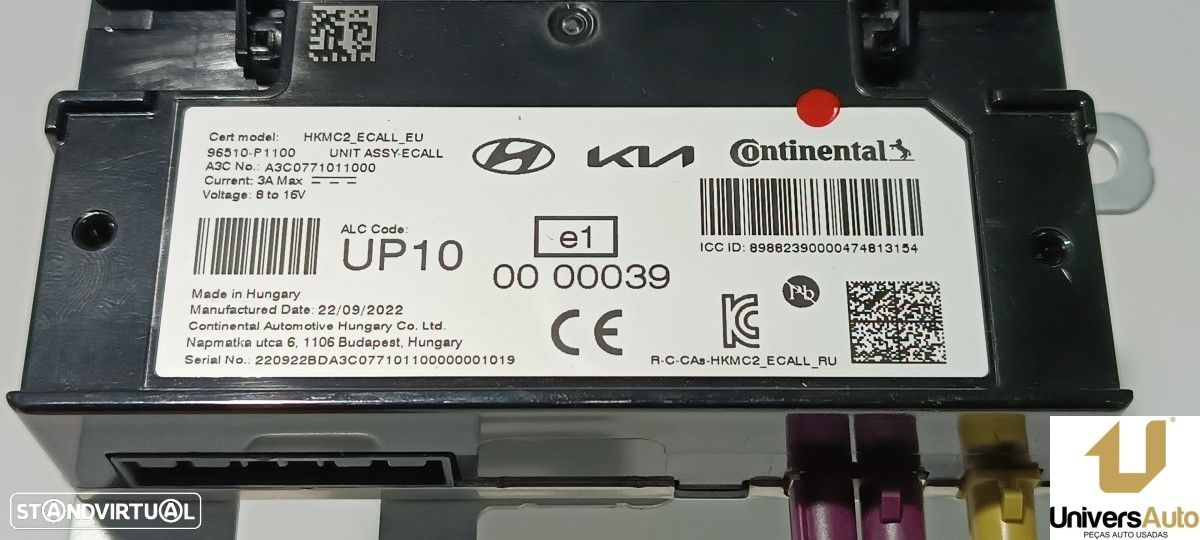 Cert model: HKMC2_ECALL_EU
96510-P1100 UNIT ASSY-ECALL
A3C No.: A3C0771011000
Current: 3A Max
Voltage: 8 to 16V
KIA
Continental
ALC Code:
UP10
e1
00 00039
ICC ID: 89882390000474813154
Made in Hungary
Manufactured Date: 22/09/2022
Continental Automotive Hungary Co. Ltd.
Napmatka utca 6, 1106 Budapest, Hungary
Serial No.: 220922BDA3C077101100000001019
CE
Pb
R-C-CAs-HKMC2_ECALL_RU
STANDVIRTUAL
UniversAuto
PEÇAS AUTO USADAS